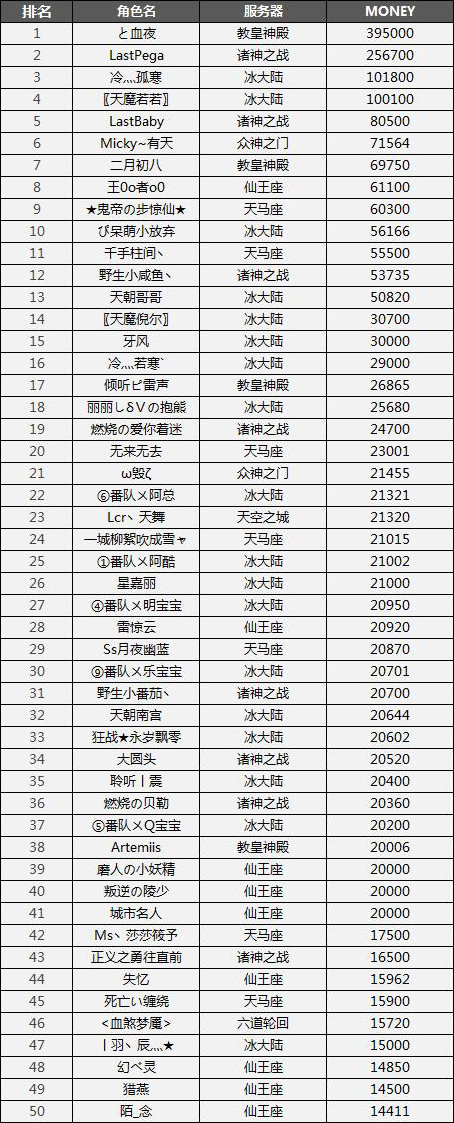 排名 角色名 服务器 MONEY
1 と血夜 教皇神殿 395000
2 LastPega 诸神之战 256700
3 冷灬孤寒 冰大陆 101800
4 〖天魔若若〗 冰大陆 100100
5 LastBaby 诸神之战 80500
6 Micky~有天 众神之门 71564
7 二月初八 教皇神殿 69750
8 王0o者o0 仙王座 61100
9 ★鬼帝の步惊仙★ 天马座 60300
10 ぴ呆萌小放弃 冰大陆 56166
11 千手柱间丶 天马座 55500
12 野生小咸鱼丶 诸神之战 53735
13 天朝哥哥 冰大陆 50820
14 〖天魔倪尔〗 冰大陆 30700
15 牙风 冰大陆 30000
16 冷灬若寒` 冰大陆 29000
17 倾听ピ雷声 教皇神殿 26865
18 丽丽しδⅤの抱熊 冰大陆 25680
19 燃烧の爱你着迷 诸神之战 24700
20 无来无去 天马座 23001
21 ω毁ζ 众神之门 21455
22 ⑥番队㐅阿总 冰大陆 21321
23 Lcr丶天舞 天空之城 21320
24 一城柳絮吹成雪ャ 天马座 21015
25 ①番队㐅阿酷 冰大陆 21002
26 星嘉丽 冰大陆 21000
27 ④番队㐅明宝宝 冰大陆 20950
28 雷惊云 仙王座 20920
29 Ss月夜幽蓝 天马座 20870
30 ⑨番队㐅乐宝宝 冰大陆 20701
31 野生小番茄丶 诸神之战 20700
32 天朝南宫 冰大陆 20644
33 狂战★永岁飘零 冰大陆 20602
34 大圆头 诸神之战 20520
35 聆听丨震 冰大陆 20400
36 燃烧の贝勒 诸神之战 20360
37 ⑤番队㐅Q宝宝 冰大陆 20200
38 Artemiis 教皇神殿 20006
39 磨人の小妖精 仙王座 20000
40 叛逆の陵少 仙王座 20000
41 城市名人 仙王座 20000
42 Ms丶莎莎筱予 天马座 17500
43 正义之勇往直前 诸神之战 16500
44 失忆 仙王座 15962
45 死亡い缠绕 天马座 15900
46 <血煞梦魇> 六道轮回 15720
47 丨羽丶辰灬★ 冰大陆 15000
48 幻ペ灵 仙王座 14850
49 猎燕 仙王座 14500
50 陌_念 仙王座 14411